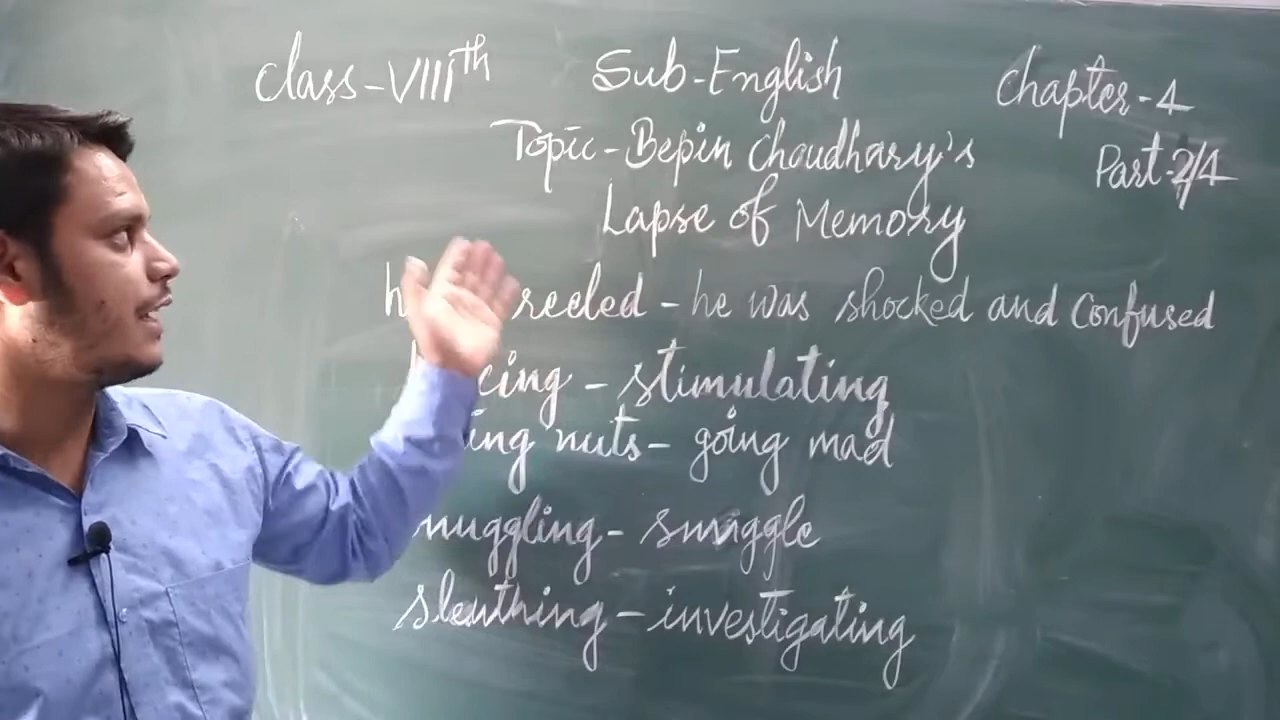 Class-VIIIth Sub-English Chapter-4
Topic-Bepin Choudhary's Part-2/4
Lapse of Memory
reeled - he was shocked and Confused
cing - stimulating
ing nuts - going mad
nuggling - smuggle
sleuthing - investigating